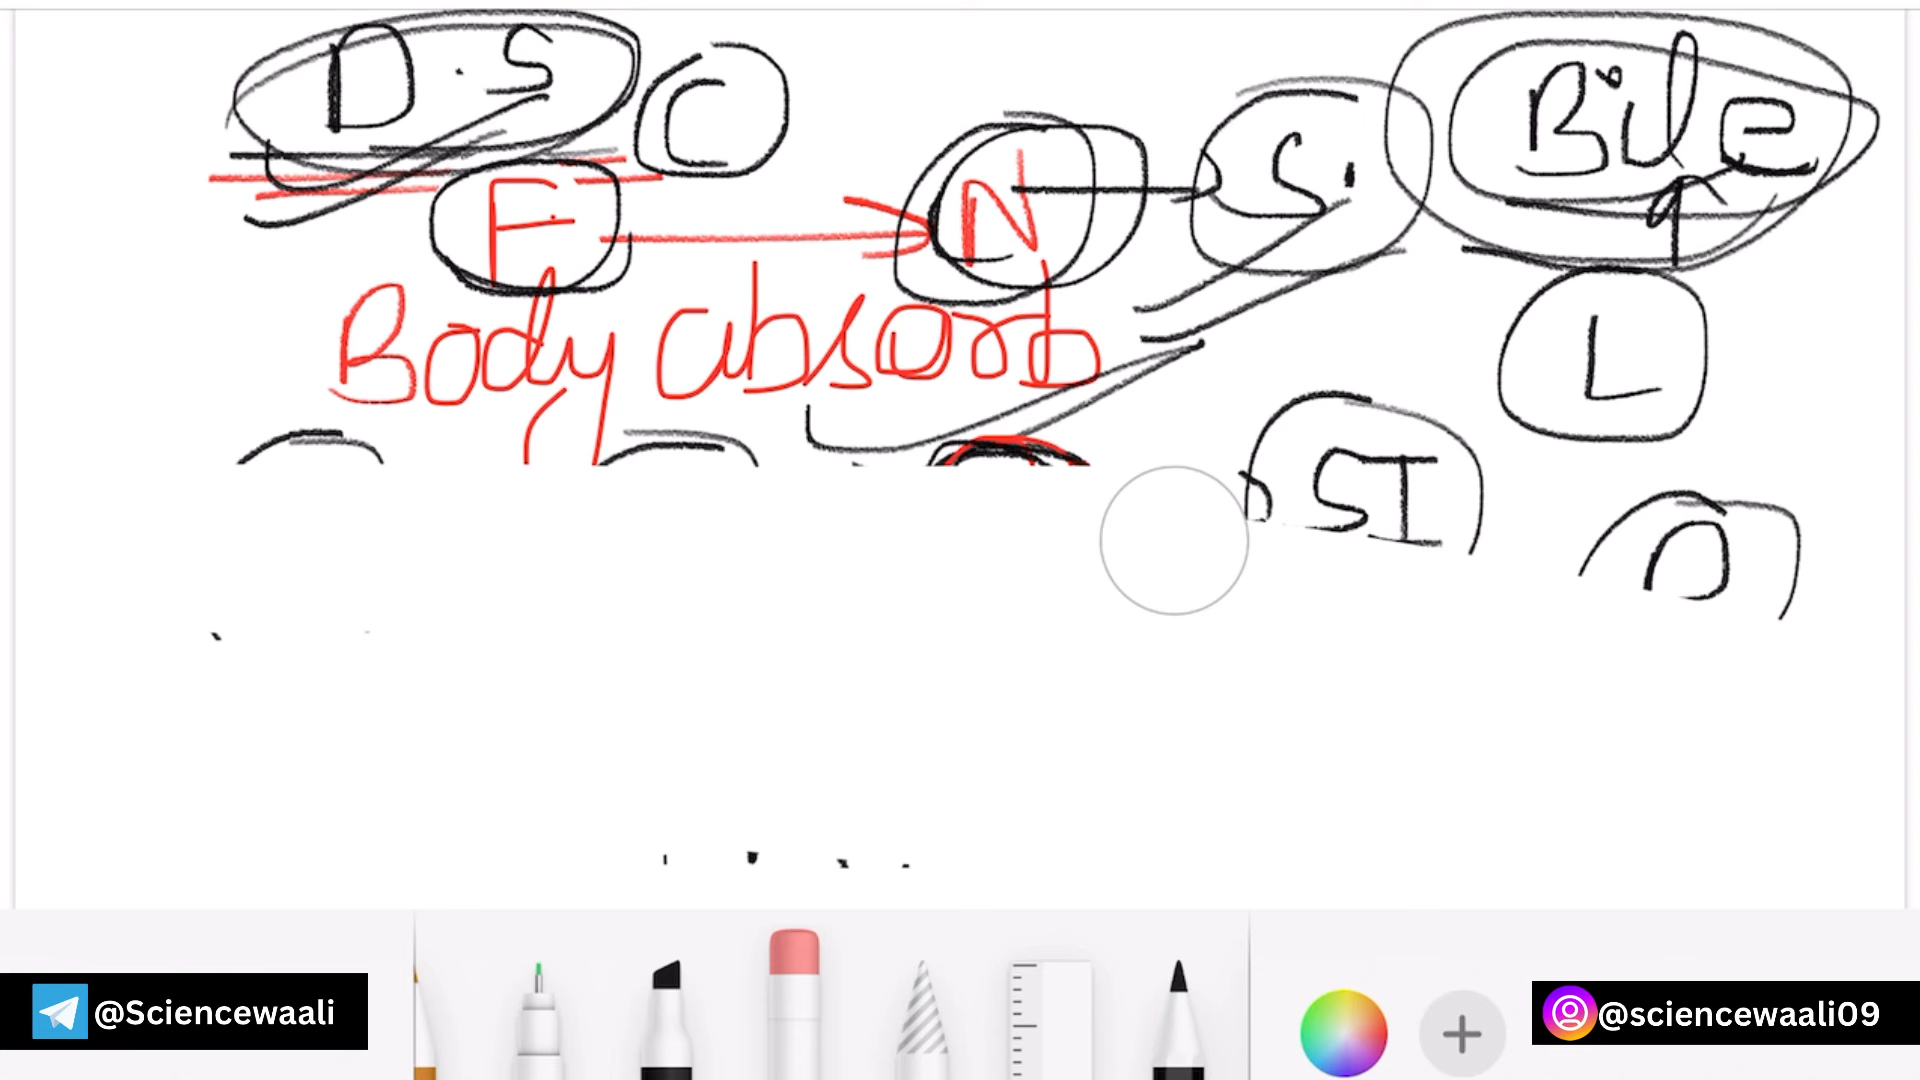 D.S C
F N S. Bile
Body absorb
L
SI
@Sciencewaali
@sciencewaali09